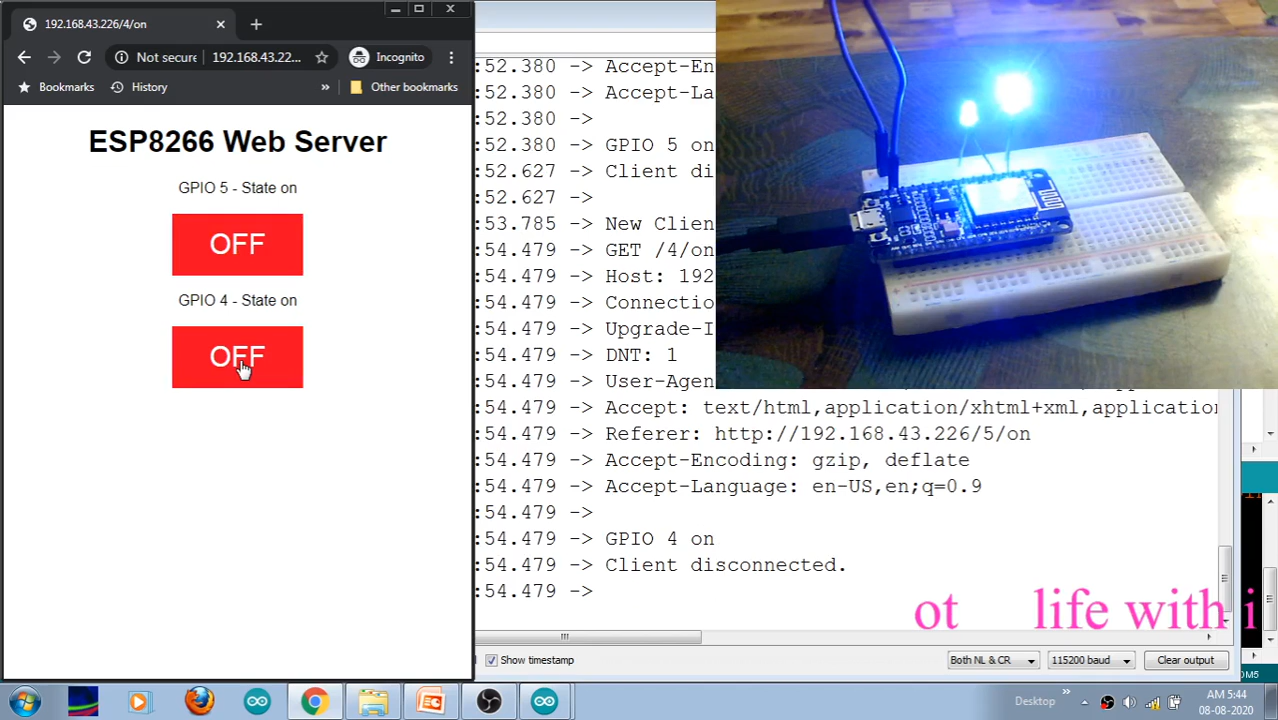 192.168.43.226/4/on
Not secure
192.168.43.22...
Incognito
Bookmarks
History
»
Other bookmarks
ESP8266 Web Server
GPIO 5 - State on
OFF
GPIO 4 - State on
OFF
:52.380 -> Accept-En
:52.380 -> Accept-La
:52.380 ->
:52.380 -> GPIO 5 on
:52.627 -> Client di
:52.627 ->
:53.785 -> New Clien
:54.479 -> GET /4/on
:54.479 -> Host: 192
:54.479 -> Connectio
:54.479 -> Upgrade-I
:54.479 -> DNT: 1
:54.479 -> User-Agen
:54.479 -> Accept: text/html,application/xhtml+xml,application
:54.479 -> Referer: http://192.168.43.226/5/on
:54.479 -> Accept-Encoding: gzip, deflate
:54.479 -> Accept-Language: en-US,en;q=0.9
:54.479 ->
:54.479 -> GPIO 4 on
:54.479 -> Client disconnected.
:54.479 ->
ot life with i
Show timestamp
Both NL & CR
115200 baud
Clear output
OM5
Desktop
»
AM 5:44
08-08-2020